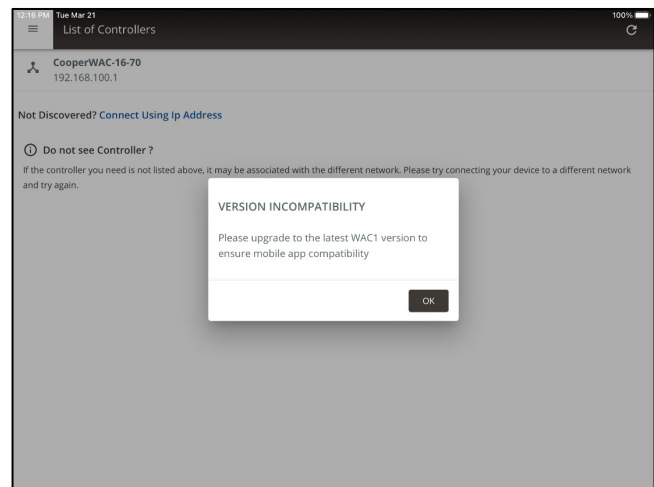 12:16 PM Tue Mar 21
100%
List of Controllers
CooperWAC-16-70
192.168.100.1
Not Discovered? Connect Using Ip Address
Do not see Controller ?
If the controller you need is not listed above, it may be associated with the different network. Please try connecting your device to a different network
and try again.
VERSION INCOMPATIBILITY
Please upgrade to the latest WAC1 version to
ensure mobile app compatibility
OK